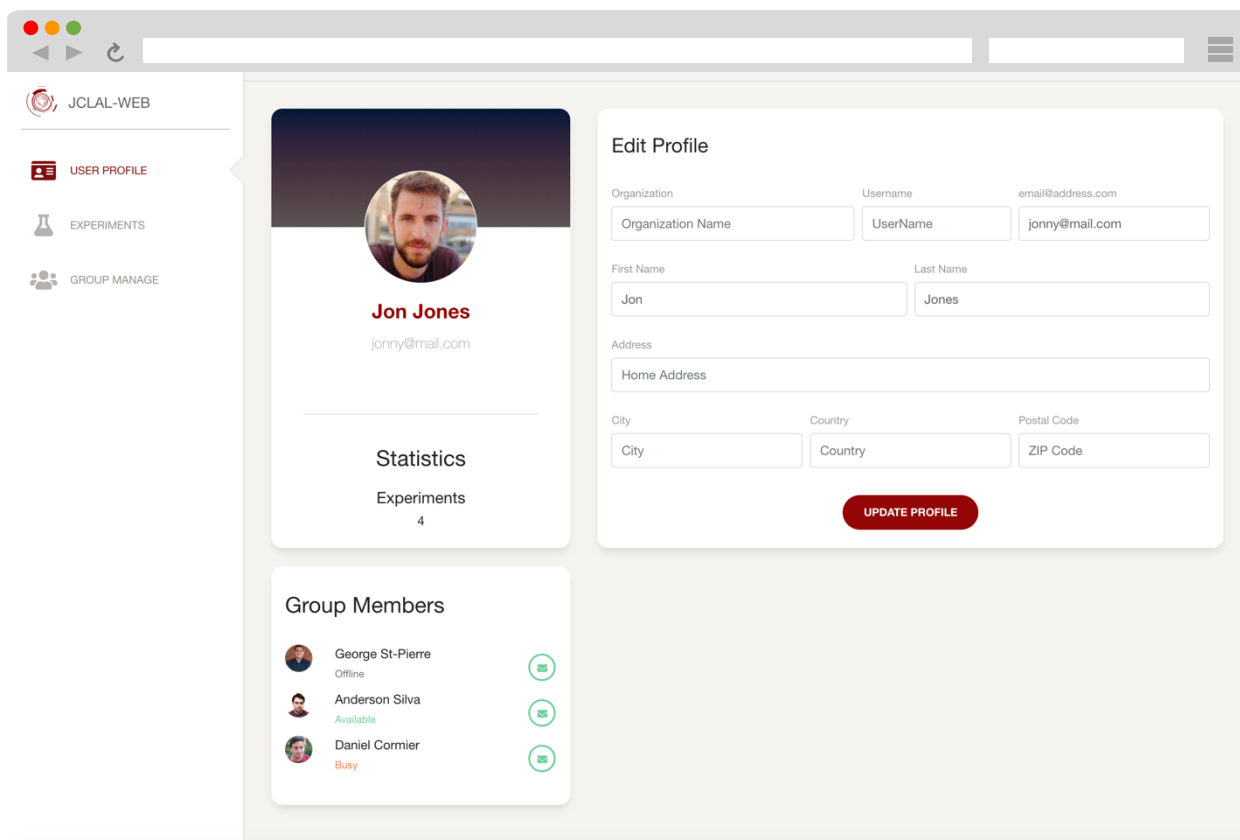 JCLAL-WEB
USER PROFILE
EXPERIMENTS
GROUP MANAGE
Jon Jones
jonny@mail.com
Statistics
Experiments
4
Group Members
George St-Pierre
Offline
Anderson Silva
Available
Daniel Cormier
Busy
Edit Profile
Organization Username email@address.com
Organization Name UserName jonny@mail.com
First Name Last Name
Jon Jones
Address
Home Address
City Country Postal Code
City Country ZIP Code
UPDATE PROFILE